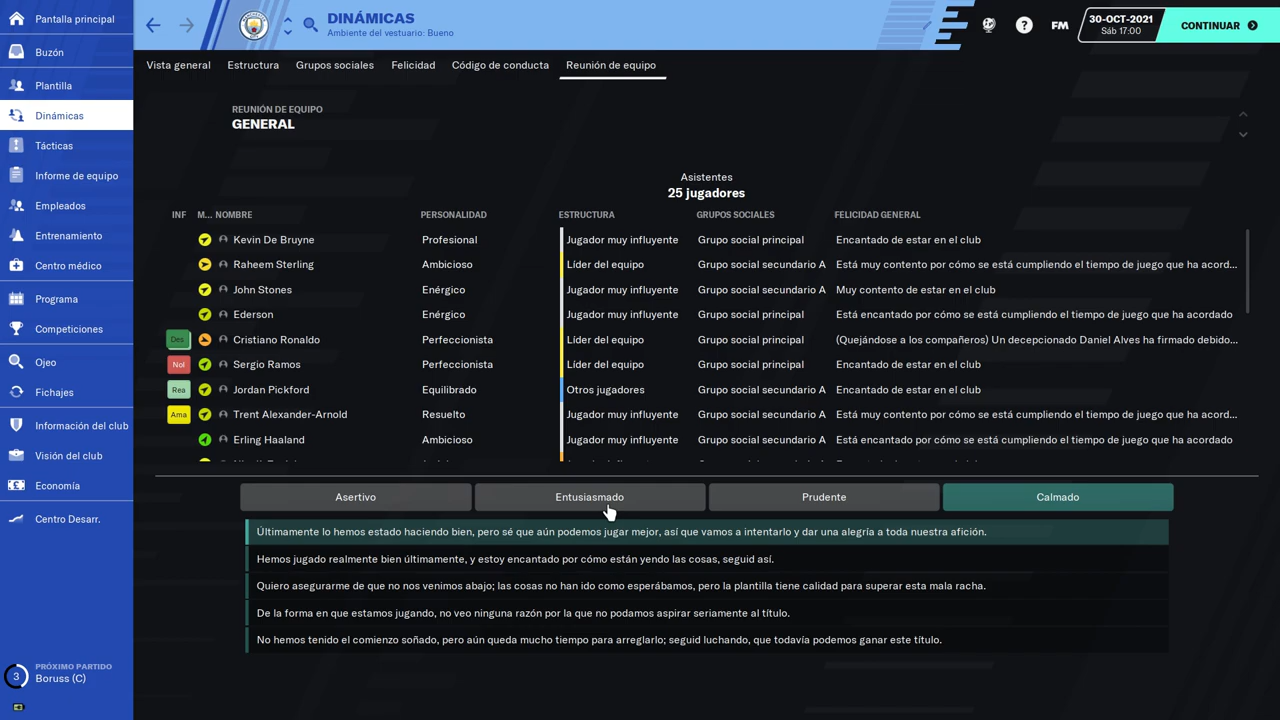 Pantalla principal
Buzón
Plantilla
Dinámicas
Tácticas
Informe de equipo
Empleados
Entrenamiento
Centro médico
Programa
Competiciones
Ojeo
Fichajes
Información del club
Visión del club
Economía
Centro Desarr.
3
PRÓXIMO PARTIDO
Boruss (C)
DINÁMICAS
Ambiente del vestuario: Bueno
?
FM
30-OCT-2021
Sáb 17:00
CONTINUAR
Vista general Estructura Grupos sociales Felicidad Código de conducta Reunión de equipo
REUNIÓN DE EQUIPO
GENERAL
Asistentes
25 jugadores
INF M... NOMBRE PERSONALIDAD ESTRUCTURA GRUPOS SOCIALES FELICIDAD GENERAL
Kevin De Bruyne Profesional Jugador muy influyente Grupo social principal Encantado de estar en el club
Raheem Sterling Ambicioso Líder del equipo Grupo social secundario A Está muy contento por cómo se está cumpliendo el tiempo de juego que ha acord...
John Stones Enérgico Jugador muy influyente Grupo social secundario A Muy contento de estar en el club
Ederson Enérgico Jugador muy influyente Grupo social principal Está encantado por cómo se está cumpliendo el tiempo de juego que ha acordado
Des Cristiano Ronaldo Perfeccionista Líder del equipo Grupo social principal (Quejándose a los compañeros) Un decepcionado Daniel Alves ha firmado debido...
NoI Sergio Ramos Perfeccionista Líder del equipo Grupo social principal Encantado de estar en el club
Rea Jordan Pickford Equilibrado Otros jugadores Grupo social secundario A Encantado de estar en el club
Ama Trent Alexander-Arnold Resuelto Jugador muy influyente Grupo social secundario A Está muy contento por cómo se está cumpliendo el tiempo de juego que ha acord...
Erling Haaland Ambicioso Jugador muy influyente Grupo social principal Está encantado por cómo se está cumpliendo el tiempo de juego que ha acordado
Asertivo Entusiasmado Prudente Calmado
Últimamente lo hemos estado haciendo bien, pero sé que aún podemos jugar mejor, así que vamos a intentarlo y dar una alegría a toda nuestra afición.
Hemos jugado realmente bien últimamente, y estoy encantado por cómo están yendo las cosas, seguid así.
Quiero asegurarme de que no nos venimos abajo; las cosas no han ido como esperábamos, pero la plantilla tiene calidad para superar esta mala racha.
De la forma en que estamos jugando, no veo ninguna razón por la que no podamos aspirar seriamente al título.
No hemos tenido el comienzo soñado, pero aún queda mucho tiempo para arreglarlo; seguid luchando, que todavía podemos ganar este título.